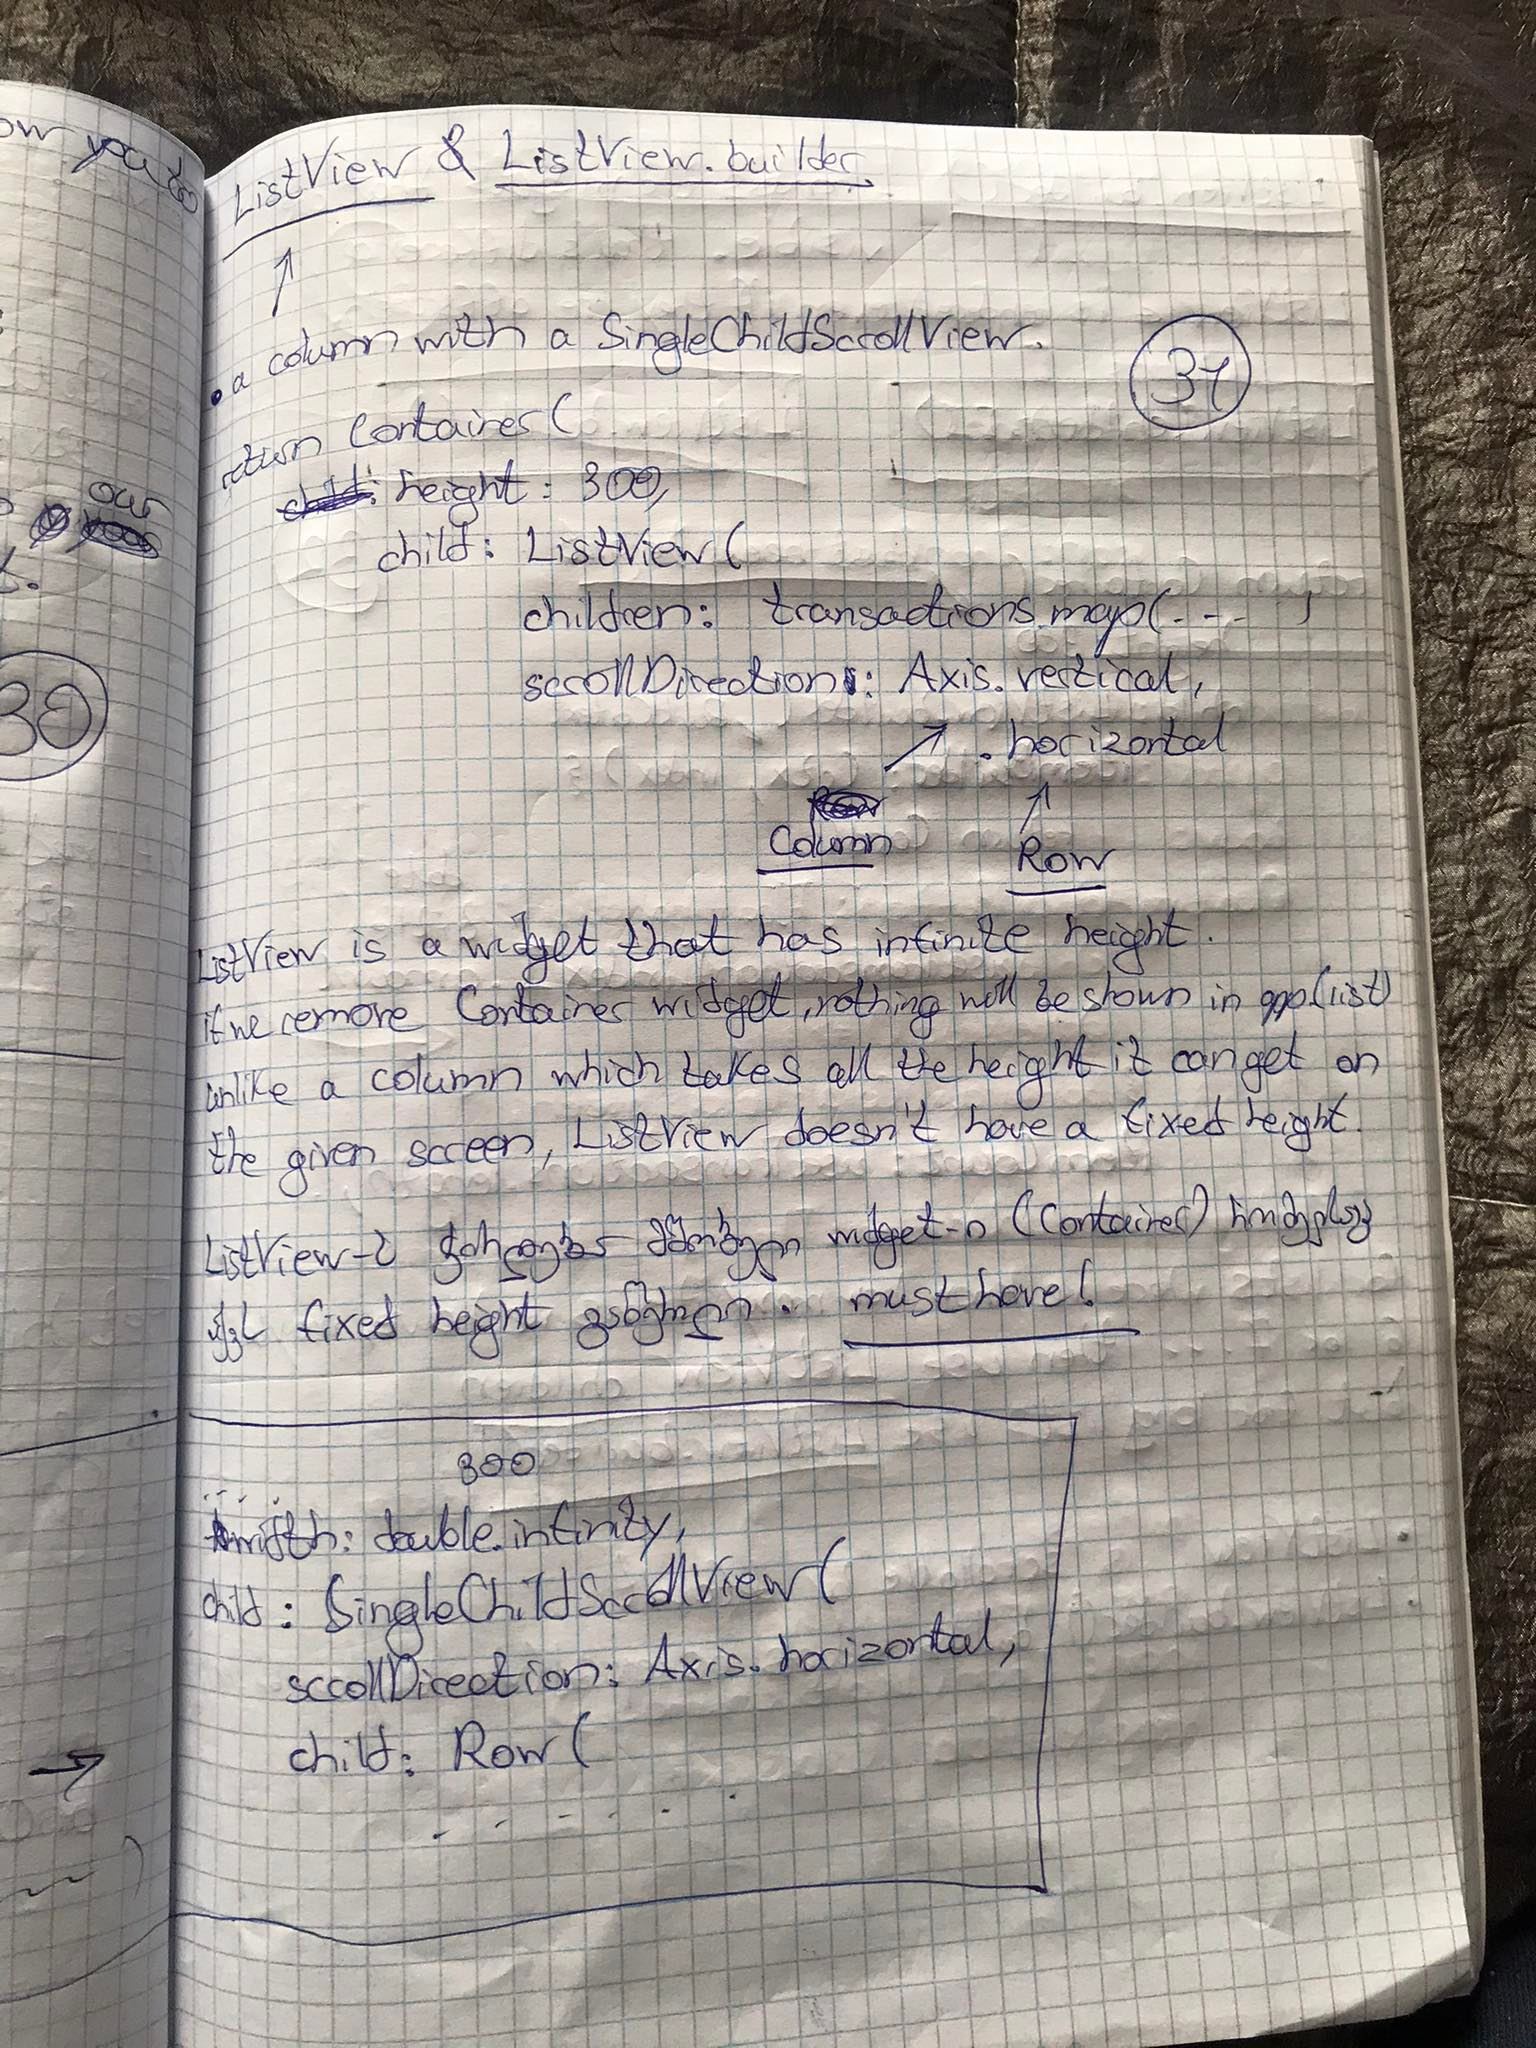 ow you to
our
30
ListView & ListView.builder.
• a column with a SingleChildScrollView.
31
return Container(
height: 300,
child: ListView(
children: transactions.map(. - - )
scrollDirection: Axis.vertical,
.horizontal
Column
Row
ListView is a widget that has infinite height.
if we remove Container widget, nothing will be shown in app.(list)
unlike a column which takes all the height it can get on
the given screen, ListView doesn't have a fixed height.
ListView-ს widget-ი (Container)
fixed height must have!
300
width: double.infinity,
child: SingleChildScrollView(
scrollDirection: Axis.horizontal,
child: Row(
. - - . - .